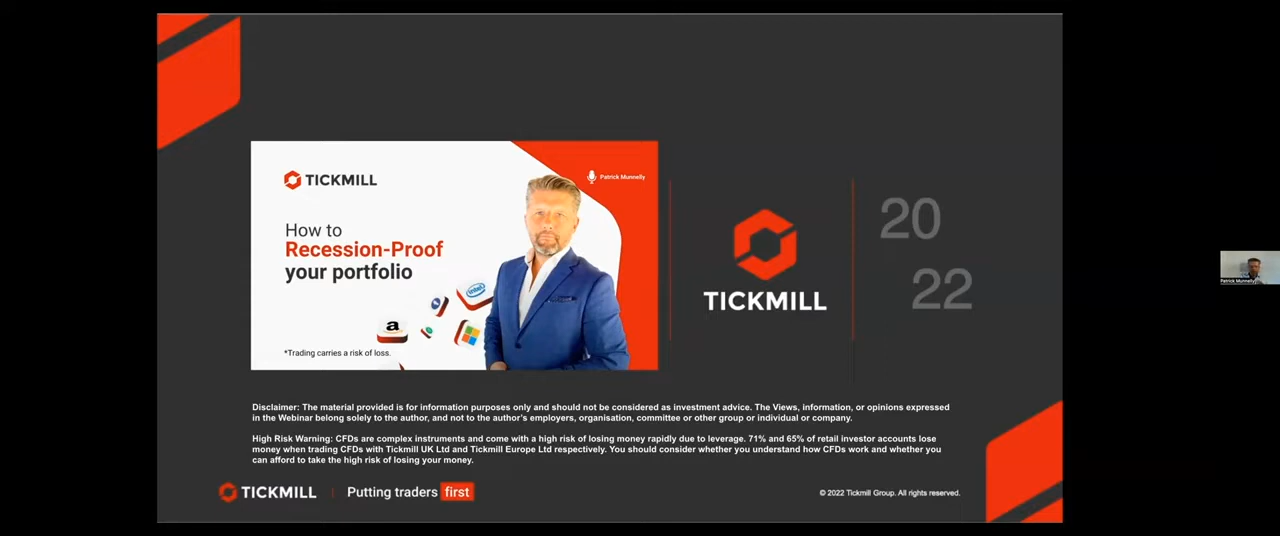 TICKMILL
Patrick Munnelly
How to
Recession-Proof
your portfolio
intel
a
*Trading carries a risk of loss.
TICKMILL
20
22
Patrick Munnelly
Disclaimer: The material provided is for information purposes only and should not be considered as investment advice. The Views, information, or opinions expressed
in the Webinar belong solely to the author, and not to the author's employers, organisation, committee or other group or individual or company.
High Risk Warning: CFDs are complex instruments and come with a high risk of losing money rapidly due to leverage. 71% and 65% of retail investor accounts lose
money when trading CFDs with Tickmill UK Ltd and Tickmill Europe Ltd respectively. You should consider whether you understand how CFDs work and whether you
can afford to take the high risk of losing your money.
TICKMILL | Putting traders first
© 2022 Tickmill Group. All rights reserved.